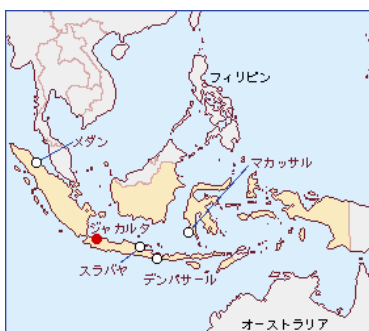 フィリピン
メダン
マカッサル
ジャカルタ
スラバヤ
デンパサール
オーストラリア